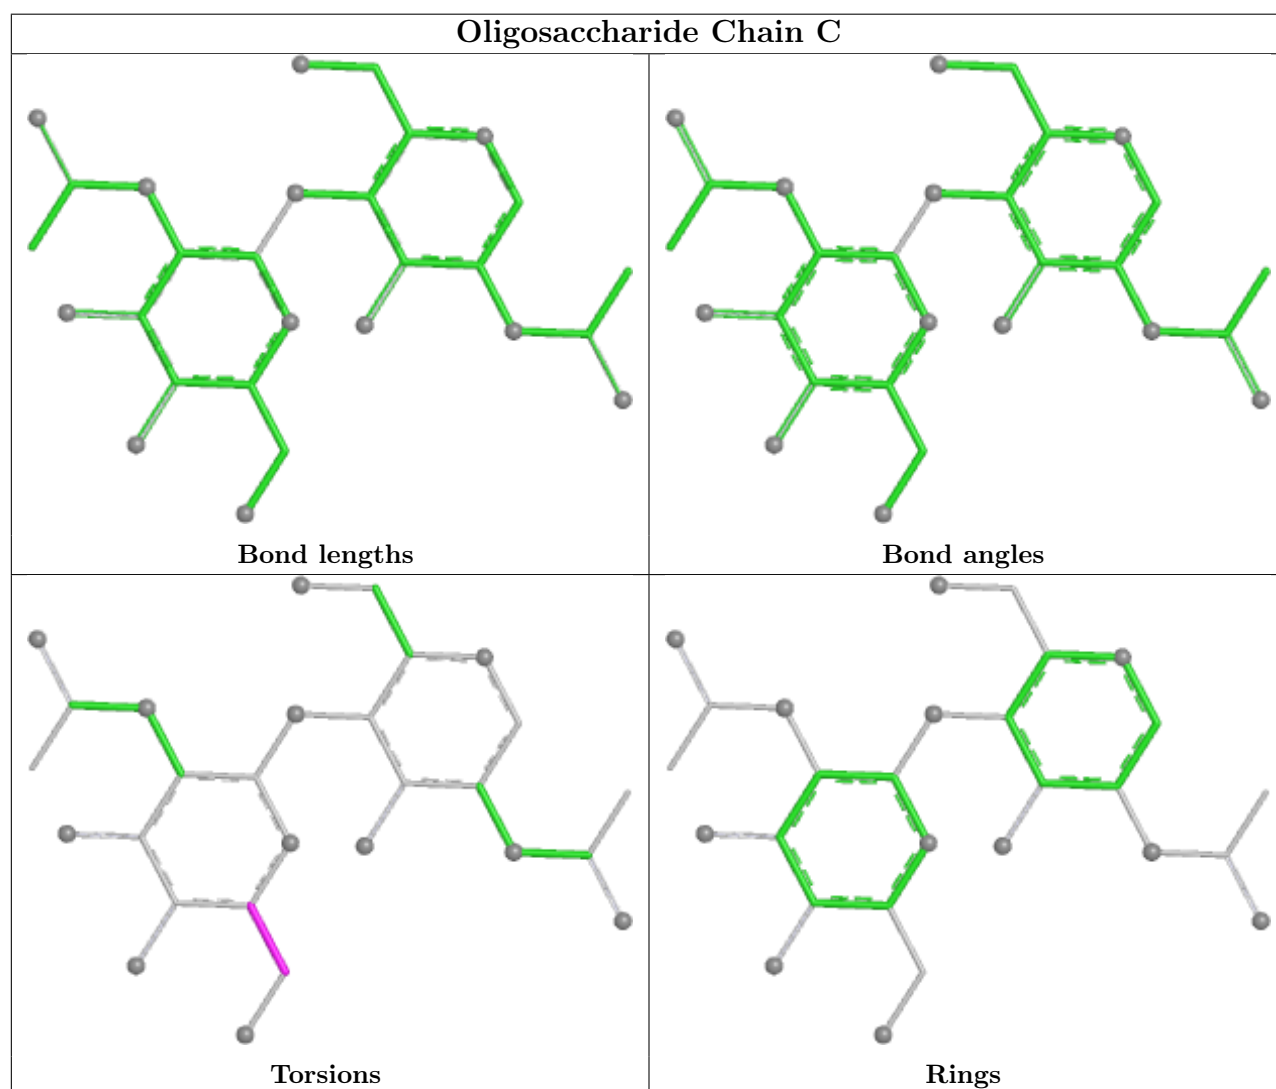 Oligosaccharide Chain C
Bond lengths
Bond angles
Torsions
Rings